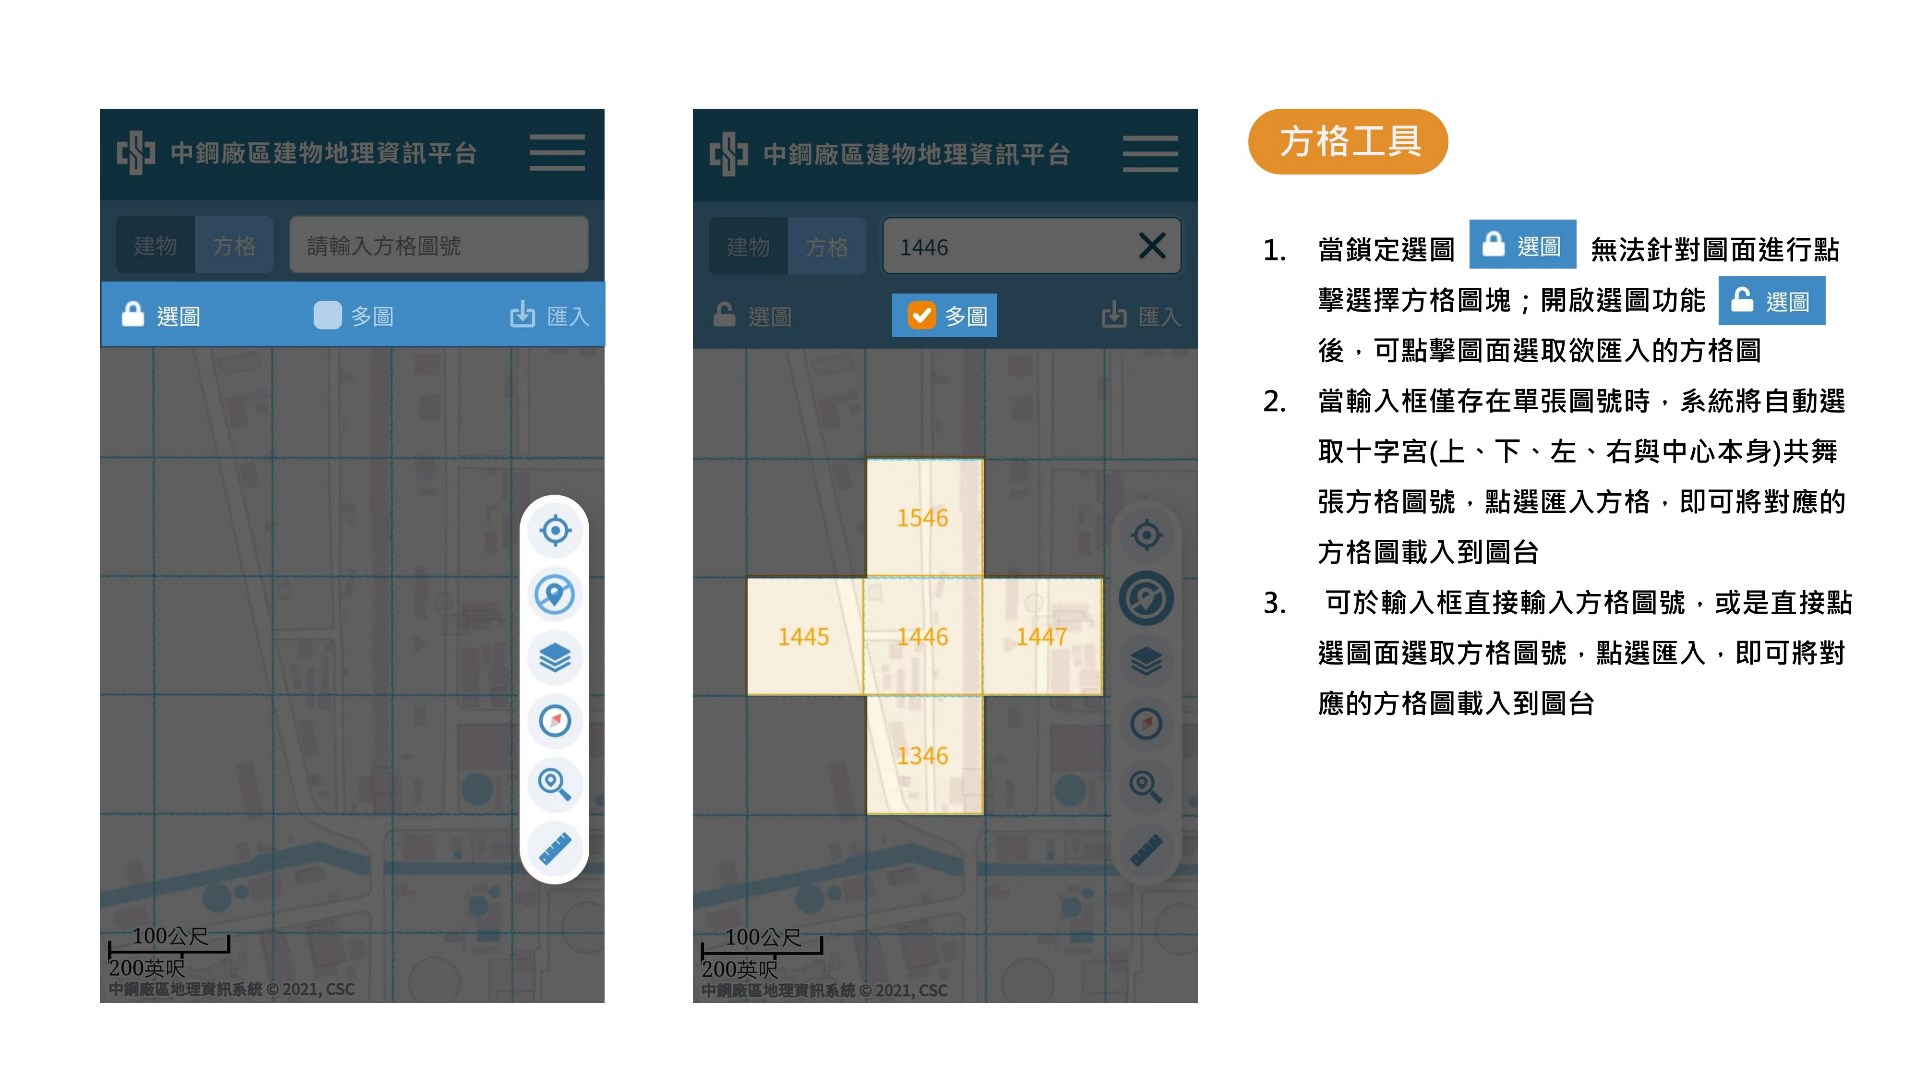 中鋼廠區建物地理資訊平台
建物 方格 請輸入方格圖號
選圖 多圖 匯入
100公尺
200英呎
中鋼廠區地理資訊系統 © 2021, CSC
中鋼廠區建物地理資訊平台
建物 方格 1446
選圖 多圖 匯入
1546
1445 1446 1447
1346
100公尺
200英呎
中鋼廠區地理資訊系統 © 2021, CSC
方格工具
1. 當鎖定選圖 選圖 無法針對圖面進行點
擊選擇方格圖塊；開啟選圖功能 選圖
後，可點擊圖面選取欲匯入的方格圖
2. 當輸入框僅存在單張圖號時，系統將自動選
取十字宮(上、下、左、右與中心本身)共舞
張方格圖號，點選匯入方格，即可將對應的
方格圖載入到圖台
3. 可於輸入框直接輸入方格圖號，或是直接點
選圖面選取方格圖號，點選匯入，即可將對
應的方格圖載入到圖台